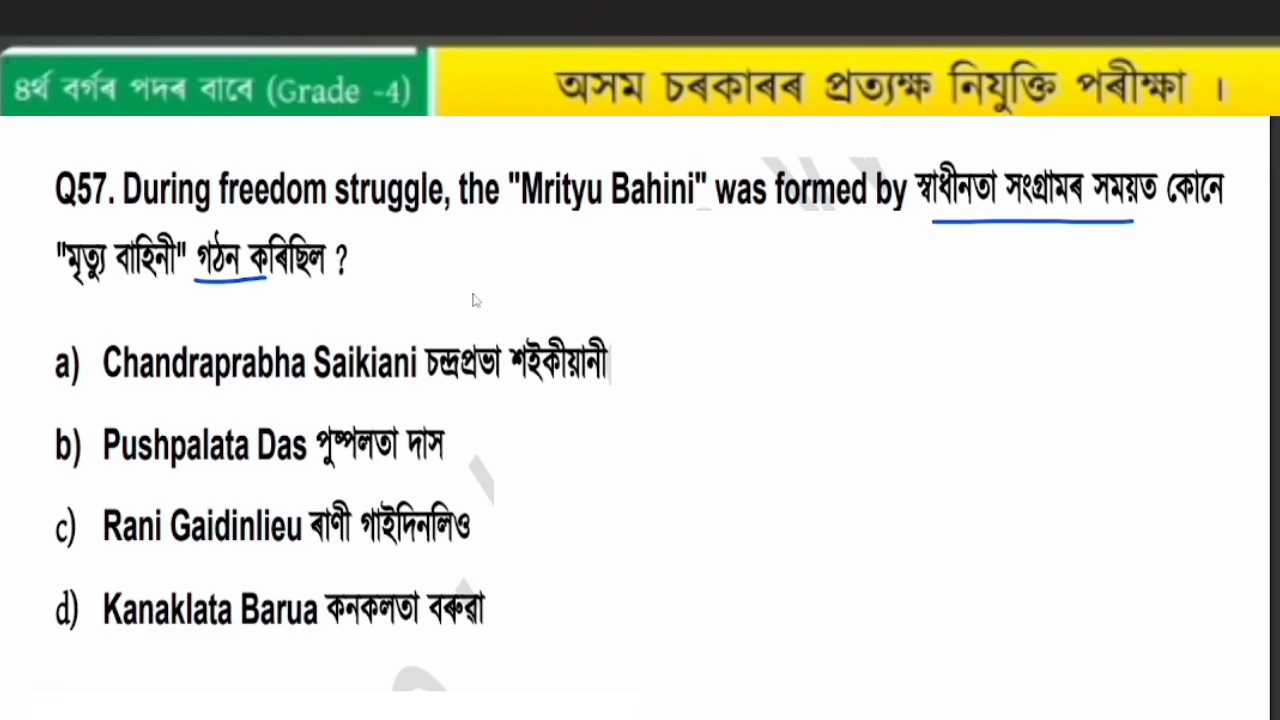 ৪ৰ্থ বৰ্গৰ পদৰ বাবে (Grade -4)
অসম চৰকাৰৰ প্ৰত্যক্ষ নিযুক্তি পৰীক্ষা ।
Q57. During freedom struggle, the "Mrityu Bahini" was formed by স্বাধীনতা সংগ্ৰামৰ সময়ত কোনে
"মৃত্যু বাহিনী" গঠন কৰিছিল ?
a) Chandraprabha Saikiani চন্দ্ৰপ্ৰভা শইকীয়ানী
b) Pushpalata Das পুষ্পলতা দাস
c) Rani Gaidinlieu ৰাণী গাইদিনলিও
d) Kanaklata Barua কনকলতা বৰুৱা